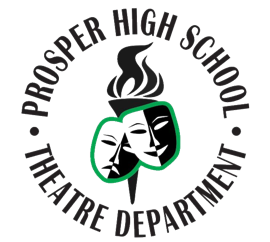 PROSPER HIGH SCHOOL
• THEATRE DEPARTMENT •